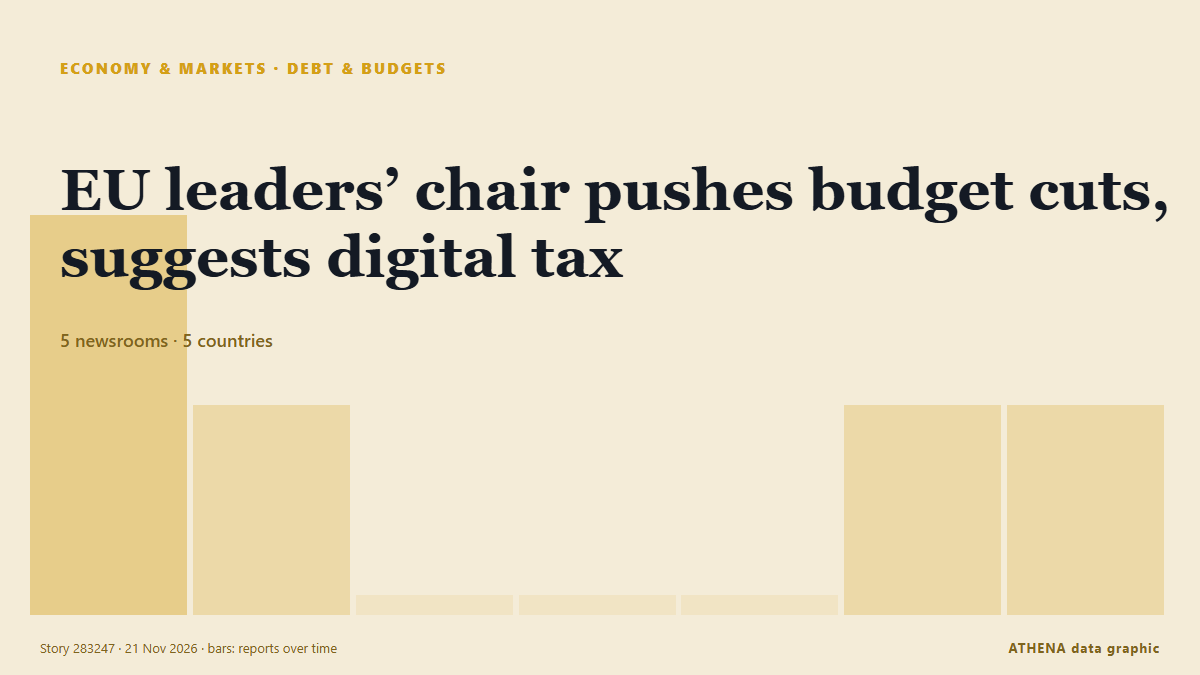 ECONOMY & MARKETS · DEBT & BUDGETS
EU leaders’ chair pushes budget cuts,
suggests digital tax
5 newsrooms · 5 countries
Story 283247 · 21 Nov 2026 · bars: reports over time
ATHENA data graphic